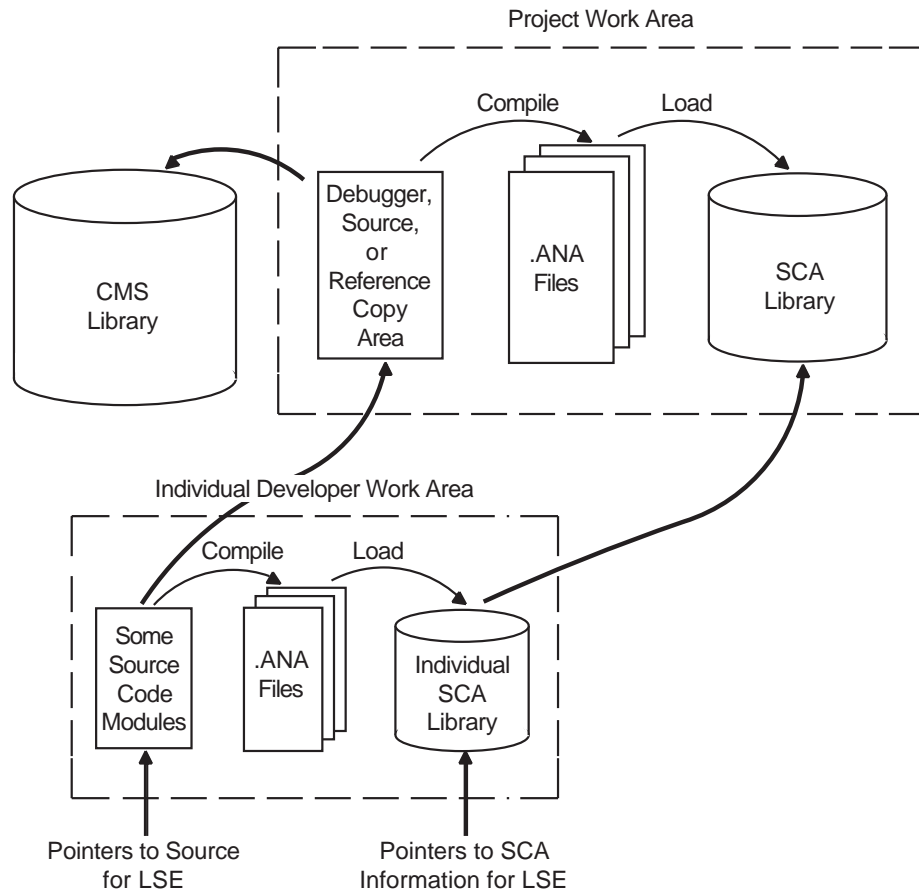 Project Work Area
Compile
Load
Debugger,
Source,
or
Reference
Copy
Area
.ANA
Files
SCA
Library
CMS
Library
Individual Developer Work Area
Compile
Load
Some
Source
Code
Modules
.ANA
Files
Individual
SCA
Library
Pointers to Source
for LSE
Pointers to SCA
Information for LSE